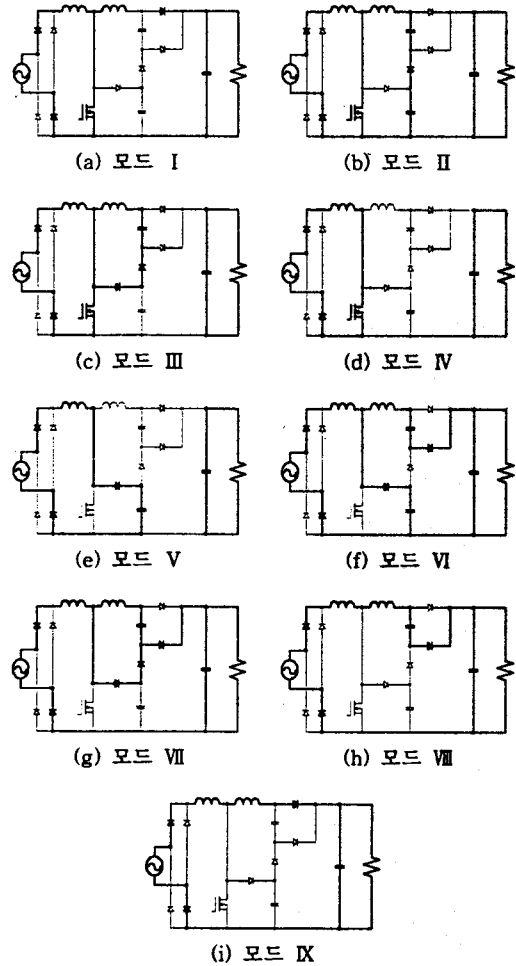 (a) 모드 Ⅰ
(b) 모드 Ⅱ
(c) 모드 Ⅲ
(d) 모드 Ⅳ
(e) 모드 Ⅴ
(f) 모드 Ⅵ
(g) 모드 Ⅶ
(h) 모드 Ⅷ
(i) 모드 Ⅸ